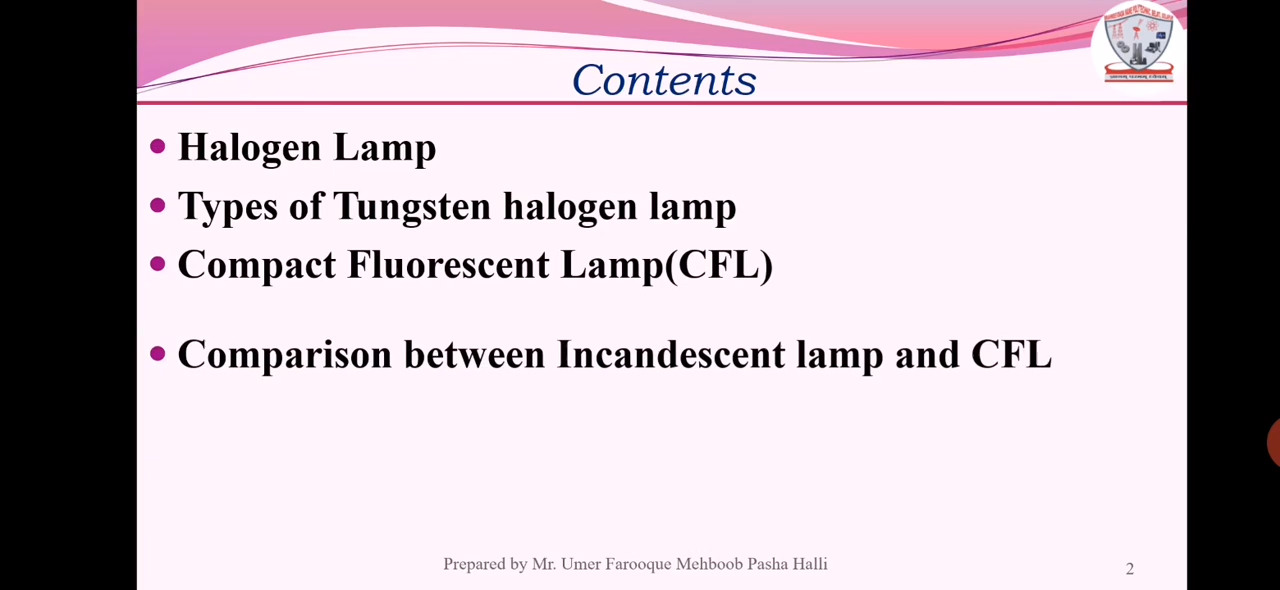 Contents
Halogen Lamp
Types of Tungsten halogen lamp
Compact Fluorescent Lamp(CFL)
Comparison between Incandescent lamp and CFL
Prepared by Mr. Umer Farooque Mehboob Pasha Halli
2